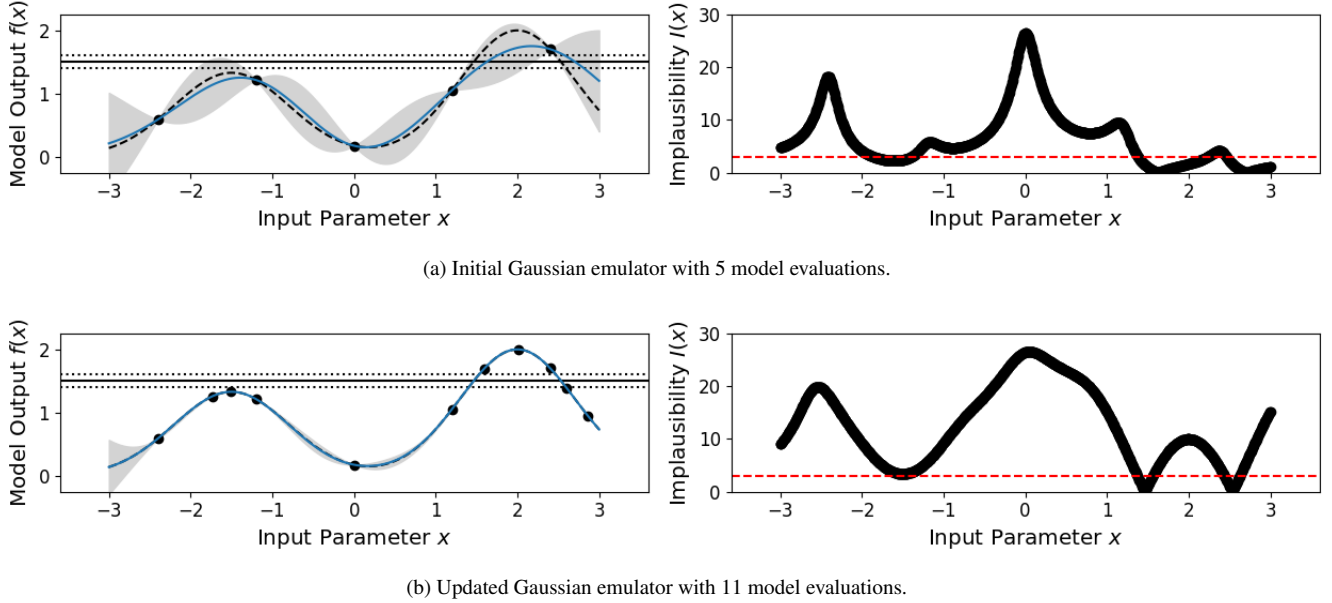 Model Output f(x)
2
1
0
−3 −2 −1 0 1 2 3
Input Parameter x
Implausibility I(x)
30
20
10
0
−3 −2 −1 0 1 2 3
Input Parameter x
(a) Initial Gaussian emulator with 5 model evaluations.
Model Output f(x)
2
1
0
−3 −2 −1 0 1 2 3
Input Parameter x
Implausibility I(x)
30
20
10
0
−3 −2 −1 0 1 2 3
Input Parameter x
(b) Updated Gaussian emulator with 11 model evaluations.